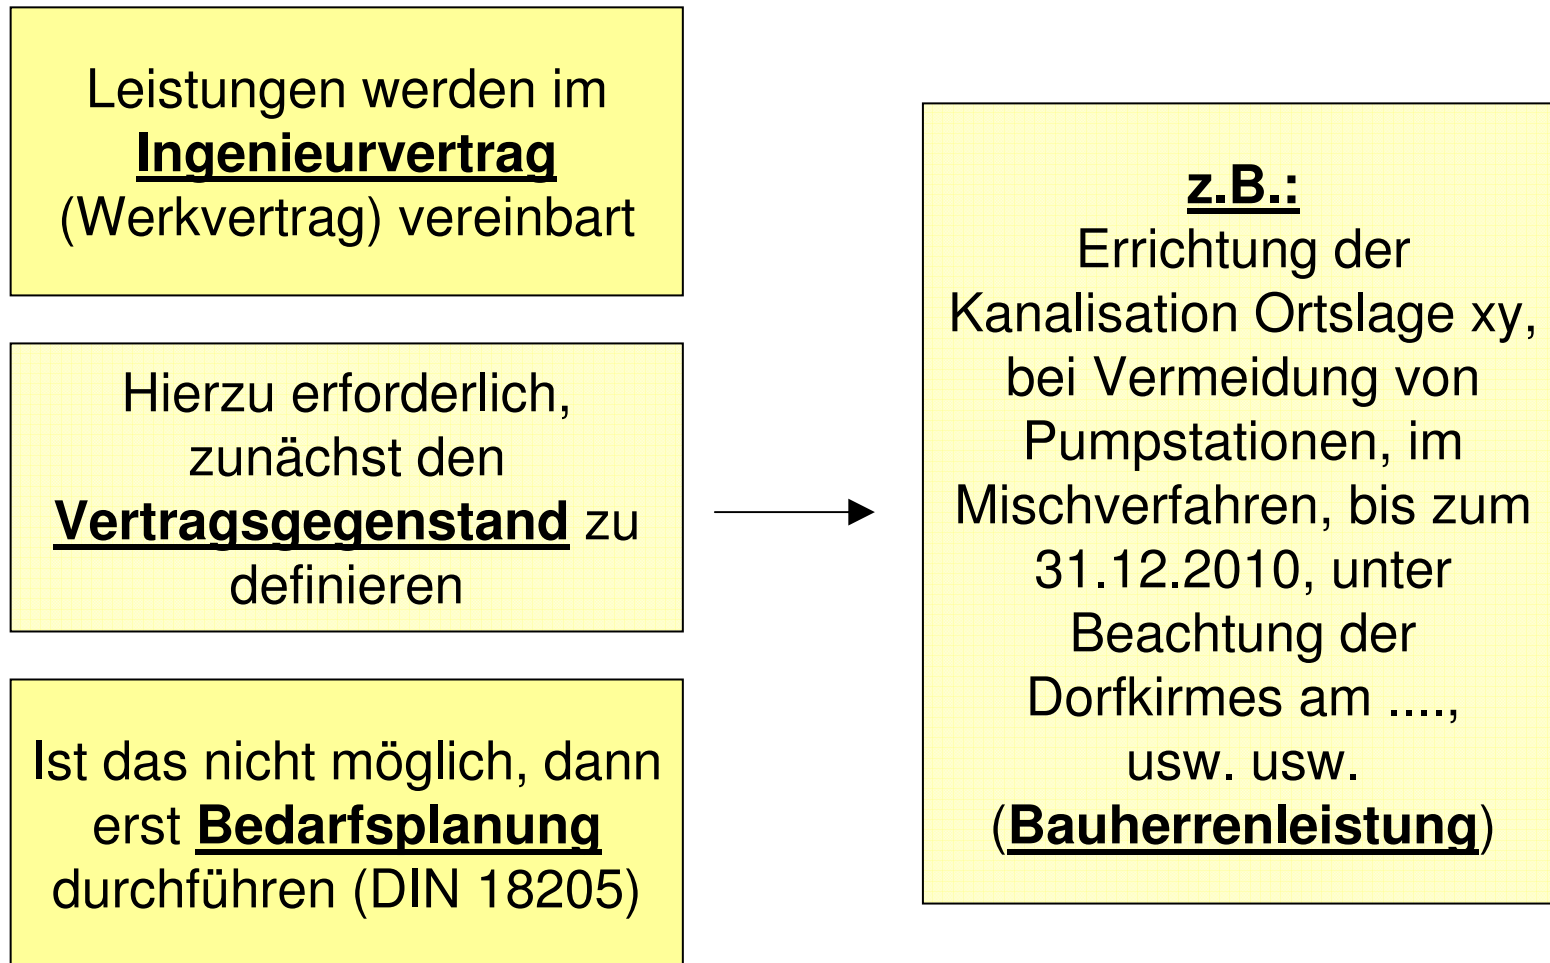 Leistungen werden im
Ingenieurvertrag
(Werkvertrag) vereinbart
Hierzu erforderlich,
zunächst den
Vertragsgegenstand zu
definieren
Ist das nicht möglich, dann
erst Bedarfsplanung
durchführen (DIN 18205)
z.B.:
Errichtung der
Kanalisation Ortslage xy,
bei Vermeidung von
Pumpstationen, im
Mischverfahren, bis zum
31.12.2010, unter
Beachtung der
Dorfkirmes am ....,
usw. usw.
(Bauherrenleistung)